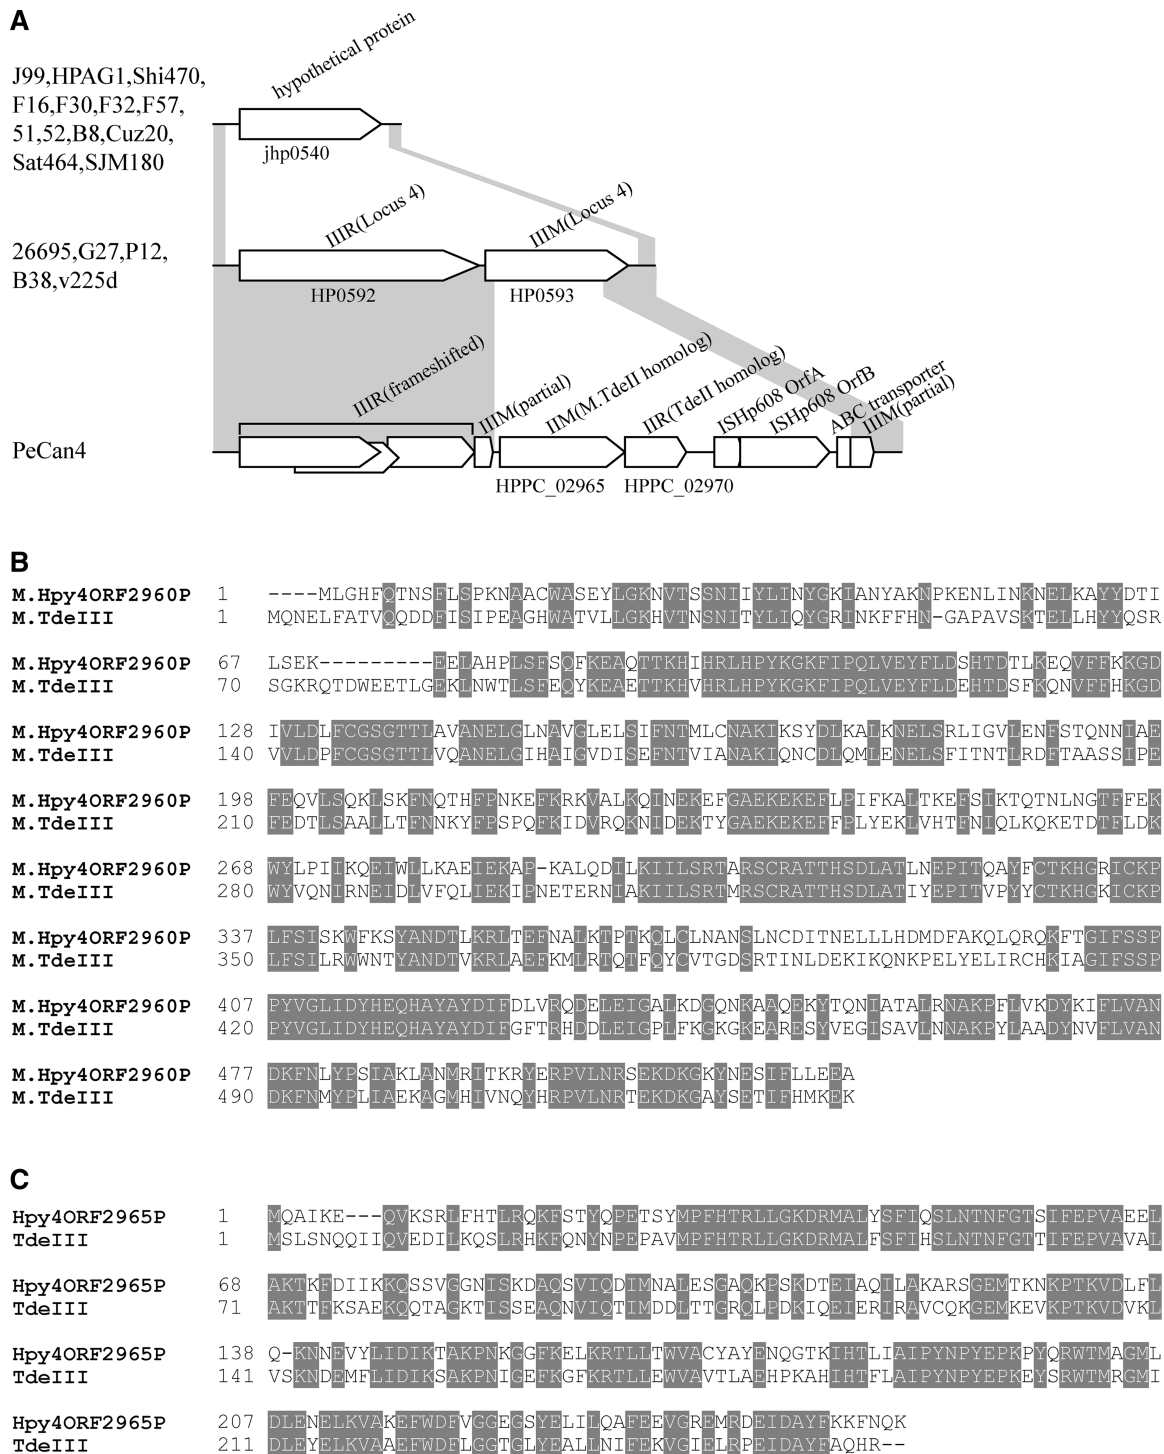 A
hypothetical protein
J99,HPAG1,Shi470,
F16,F30,F32,F57,
51,52,B8,Cuz20,
Sat464,SJM180
jhp0540
IIIR(Locus 4)
IIIM(Locus 4)
26695,G27,P12,
B38,v225d
HP0592
HP0593
IIIR(frameshifted)
IIIM(partial)
IIM(M.TdeII homolog)
IIR(TdeII homolog)
ISHp608 OrfA
ISHp608 OrfB
ABC transporter
IIIM(partial)
PeCan4
HPPC_02965
HPPC_02970
B
M.Hpy4ORF2960P 1 ----MLGHFQTNSFLSPKNAACWASEYLGKNVTSSNIIYLINYGKIANYAKNPKENLINKNELKAYYDTI
M.TdeIII 1 MQNELFATVQQDDFISIPEAGHWATVLLGKHVTNSNITYLIQYGRINKFFHN-GAPAVSKTELLHYYQSR
M.Hpy4ORF2960P 67 LSEK---------EELAHPLSFSQFKEAQTTKHIHRLHPYKGKFIPQLVEYFLDSHTDTLKEQVFFKKGD
M.TdeIII 70 SGKRQTDWEETLGEKLNWTLSFEQYKEAETTKHVHRLHPYKGKFIPQLVEYFLDEHTDSFKQNVFFHKGD
M.Hpy4ORF2960P 128 IVLDLFCGSGTTLAVANELGLNAVGLELSIFNTMLCNAKIKSYDLKALKNELSRLIGVLENFSTQNNIAE
M.TdeIII 140 VVLDPFCGSGTTLVQANELGIHAIGVDISEFNTVIANAKIQNCDLQMLENELSFITNTLRDFTAASSIPE
M.Hpy4ORF2960P 198 FEQVLSQKLSKFNQTHFPNKEFKRKVALKQINEKEFGAEKEKEFLPIFKALTKEFSIKTQTNLNGTFFEK
M.TdeIII 210 FEDTLSAALLTFNNKYFPSPQFKIDVRQKNIDEKTYGAEKEKEFFPLYEKLVHTFNIQLKQKETDTFLDK
M.Hpy4ORF2960P 268 WYLPIIKQEIWLLKAEIEKAP-KALQDILKIILSRTARSCRATTHSDLATLNEPITQAYFCTKHGRICKP
M.TdeIII 280 WYVQNIRNEIDLVFQLIEKIPNETERNIAKIILSRTMRSCRATTHSDLATIYEPITVPYYCTKHGKICKP
M.Hpy4ORF2960P 337 LFSISKWFKSYANDTLKRLTEFNALKTPTKQLCLNANSLNCDITNELLLHDMDFAKQLQRQKFTGIFSSP
M.TdeIII 350 LFSILRWWNTYANDTVKRLAEFKMLRTQTFQYCVTGDSRTINLDEKIKQNKPELYELIRCHKIAGIFSSP
M.Hpy4ORF2960P 407 PYVGLIDYHEQHAYAYDIFDLVRQDELEIGALKDGQNKAAQEKYTQNIATALRNAKPFLVKDYKIFLVAN
M.TdeIII 420 PYVGLIDYHEQHAYAYDIFGFTRHDDLEIGPLFKGKGKEARESYVEGISAVLNNAKPYLAADYNVFLVAN
M.Hpy4ORF2960P 477 DKFNLYPSIAKLANMRITKRYERPVLNRSEKDKGKYNESIFLLEEA
M.TdeIII 490 DKFNMYPLIAEKAGMHIVNQYHRPVLNRTEKDKGAYSETIFHMKEK
C
Hpy4ORF2965P 1 MQAIKE---QVKSRLFHTLRQKFSTYQPETSYMPFHTRLLGKDRMALYSFIQSLNTNFGTSIFEPVAEEL
TdeIII 1 MSLSNQQIIQVEDILKQSLRHKFQNYNPEPAVMPFHTRLLGKDRMALFSFIHSLNTNFGTTIFEPVAVAL
Hpy4ORF2965P 68 AKTKFDIIKKQSSVGGNISKDAQSVIQDIMNALESGAQKPSKDTEIAQILAKARSGEMTKNKPTKVDLFL
TdeIII 71 AKTTFKSAEKQQTAGKTISSEAQNVIQTIMDDLTTGRQLPDKIQEIERIRAVCQKGEMKEVKPTKVDVKL
Hpy4ORF2965P 138 Q-KNNEVYLIDIKTAKPNKGGFKELKRTLLTWVACYAYENQGTKIHTLIAIPYNPYEPKPYQRWTMAGML
TdeIII 141 VSKNDEMFLIDIKSAKPNIGEFKGFKRTLLEWVAVTLAEHPKAHIHTFLAIPYNPYEPKEYSRWTMRGMI
Hpy4ORF2965P 207 DLENELKVAKEFWDFVGGEGSYELILQAFEEVGREMRDEIDAYFKKFNQK
TdeIII 211 DLEYELKVAAEFWDFLGGTGLYEALLNIFEKVGIELRPEIDAYFAQHR--